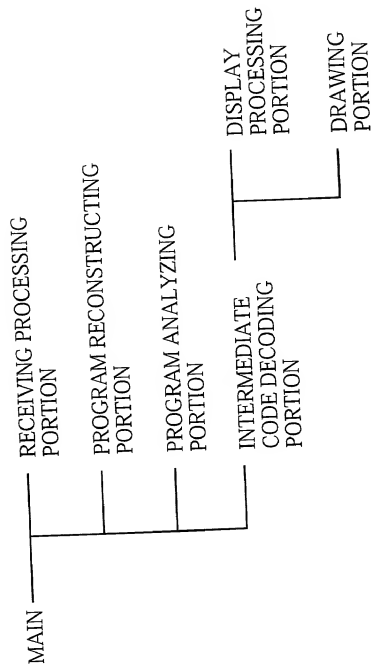 MAIN
RECEIVING PROCESSING
PORTION
PROGRAM RECONSTRUCTING
PORTION
PROGRAM ANALYZING
PORTION
INTERMEDIATE
CODE DECODING
PORTION
DISPLAY
PROCESSING
PORTION
DRAWING
PORTION